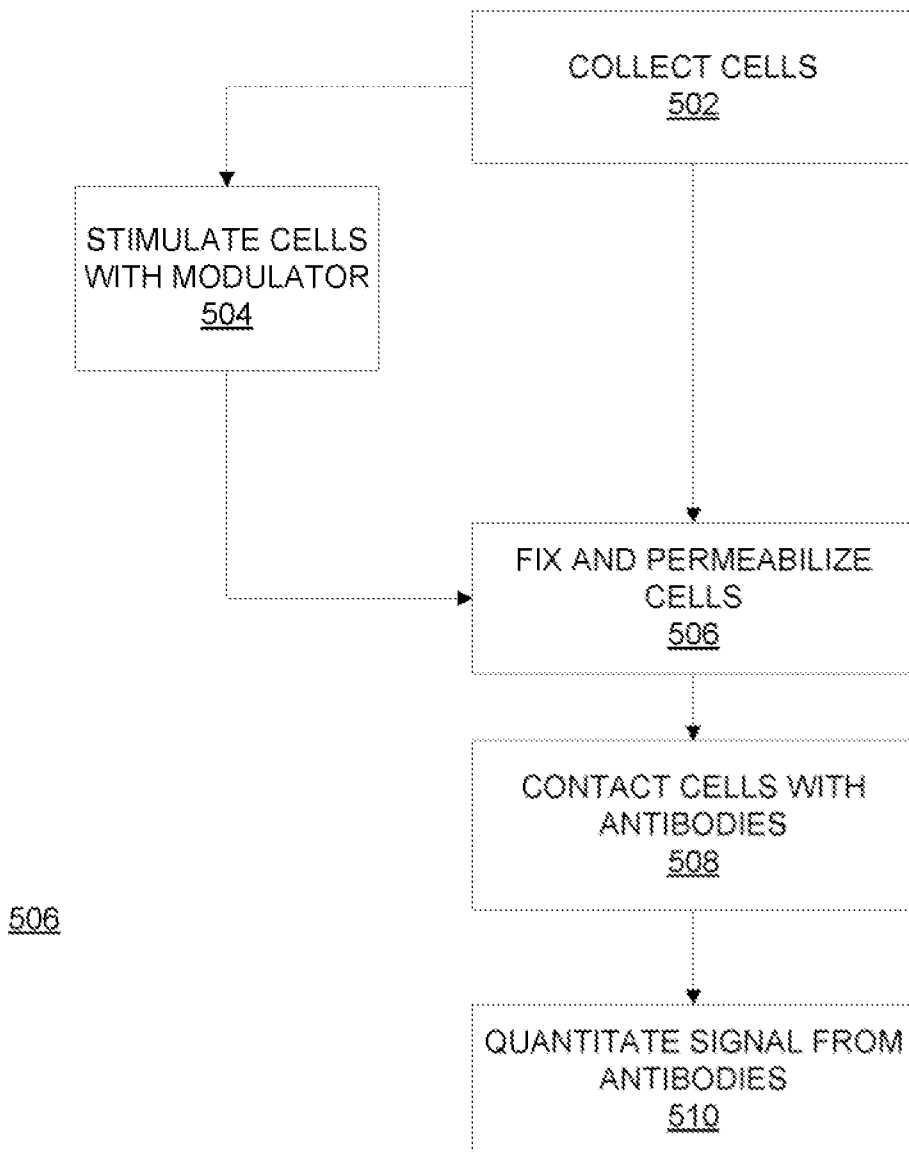 COLLECT CELLS
502
STIMULATE CELLS
WITH MODULATOR
504
FIX AND PERMEABILIZE
CELLS
506
CONTACT CELLS WITH
ANTIBODIES
508
506
QUANTITATE SIGNAL FROM
ANTIBODIES
510